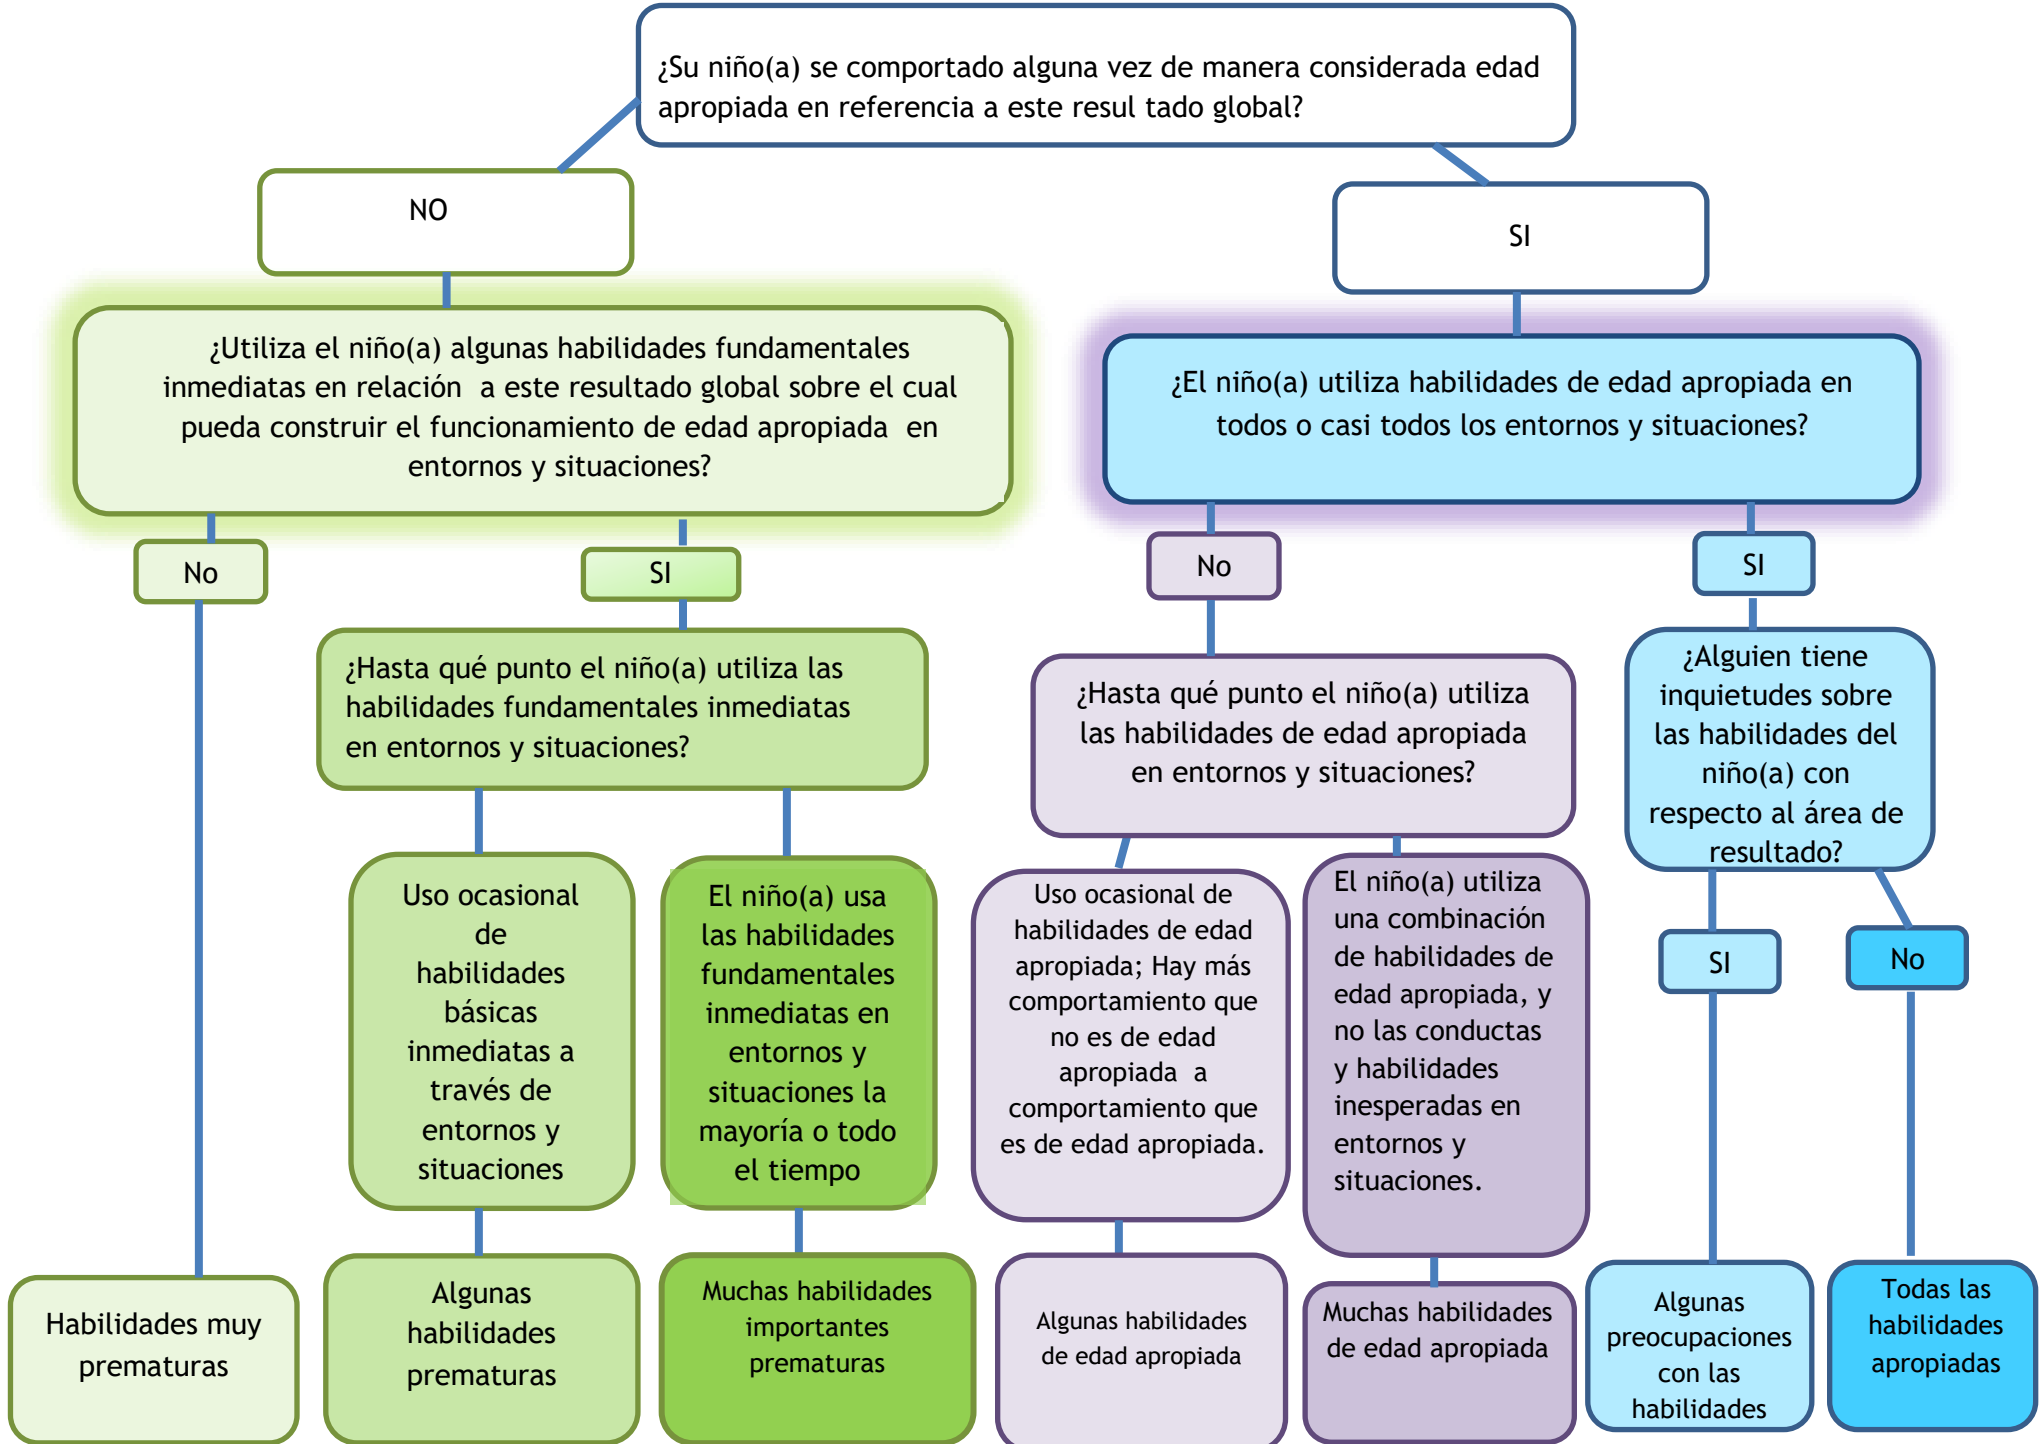 ¿Su niño(a) se comportado alguna vez de manera considerada edad
apropiada en referencia a este resul tado global?
NO
SI
¿Utiliza el niño(a) algunas habilidades fundamentales
inmediatas en relación a este resultado global sobre el cual
pueda construir el funcionamiento de edad apropiada en
entornos y situaciones?
¿El niño(a) utiliza habilidades de edad apropiada en
todos o casi todos los entornos y situaciones?
No
SI
No
SI
¿Hasta qué punto el niño(a) utiliza las
habilidades fundamentales inmediatas
en entornos y situaciones?
¿Hasta qué punto el niño(a) utiliza
las habilidades de edad apropiada
en entornos y situaciones?
¿Alguien tiene
inquietudes sobre
las habilidades del
niño(a) con
respecto al área de
resultado?
Uso ocasional
de
habilidades
básicas
inmediatas a
través de
entornos y
situaciones
El niño(a) usa
las habilidades
fundamentales
inmediatas en
entornos y
situaciones la
mayoría o todo
el tiempo
Uso ocasional de
habilidades de edad
apropiada; Hay más
comportamiento que
no es de edad
apropiada a
comportamiento que
es de edad apropiada.
El niño(a) utiliza
una combinación
de habilidades de
edad apropiada, y
no las conductas
y habilidades
inesperadas en
entornos y
situaciones.
SI
No
Habilidades muy
prematuras
Algunas
habilidades
prematuras
Muchas habilidades
importantes
prematuras
Algunas habilidades
de edad apropiada
Muchas habilidades
de edad apropiada
Algunas
preocupaciones
con las
habilidades
Todas las
habilidades
apropiadas